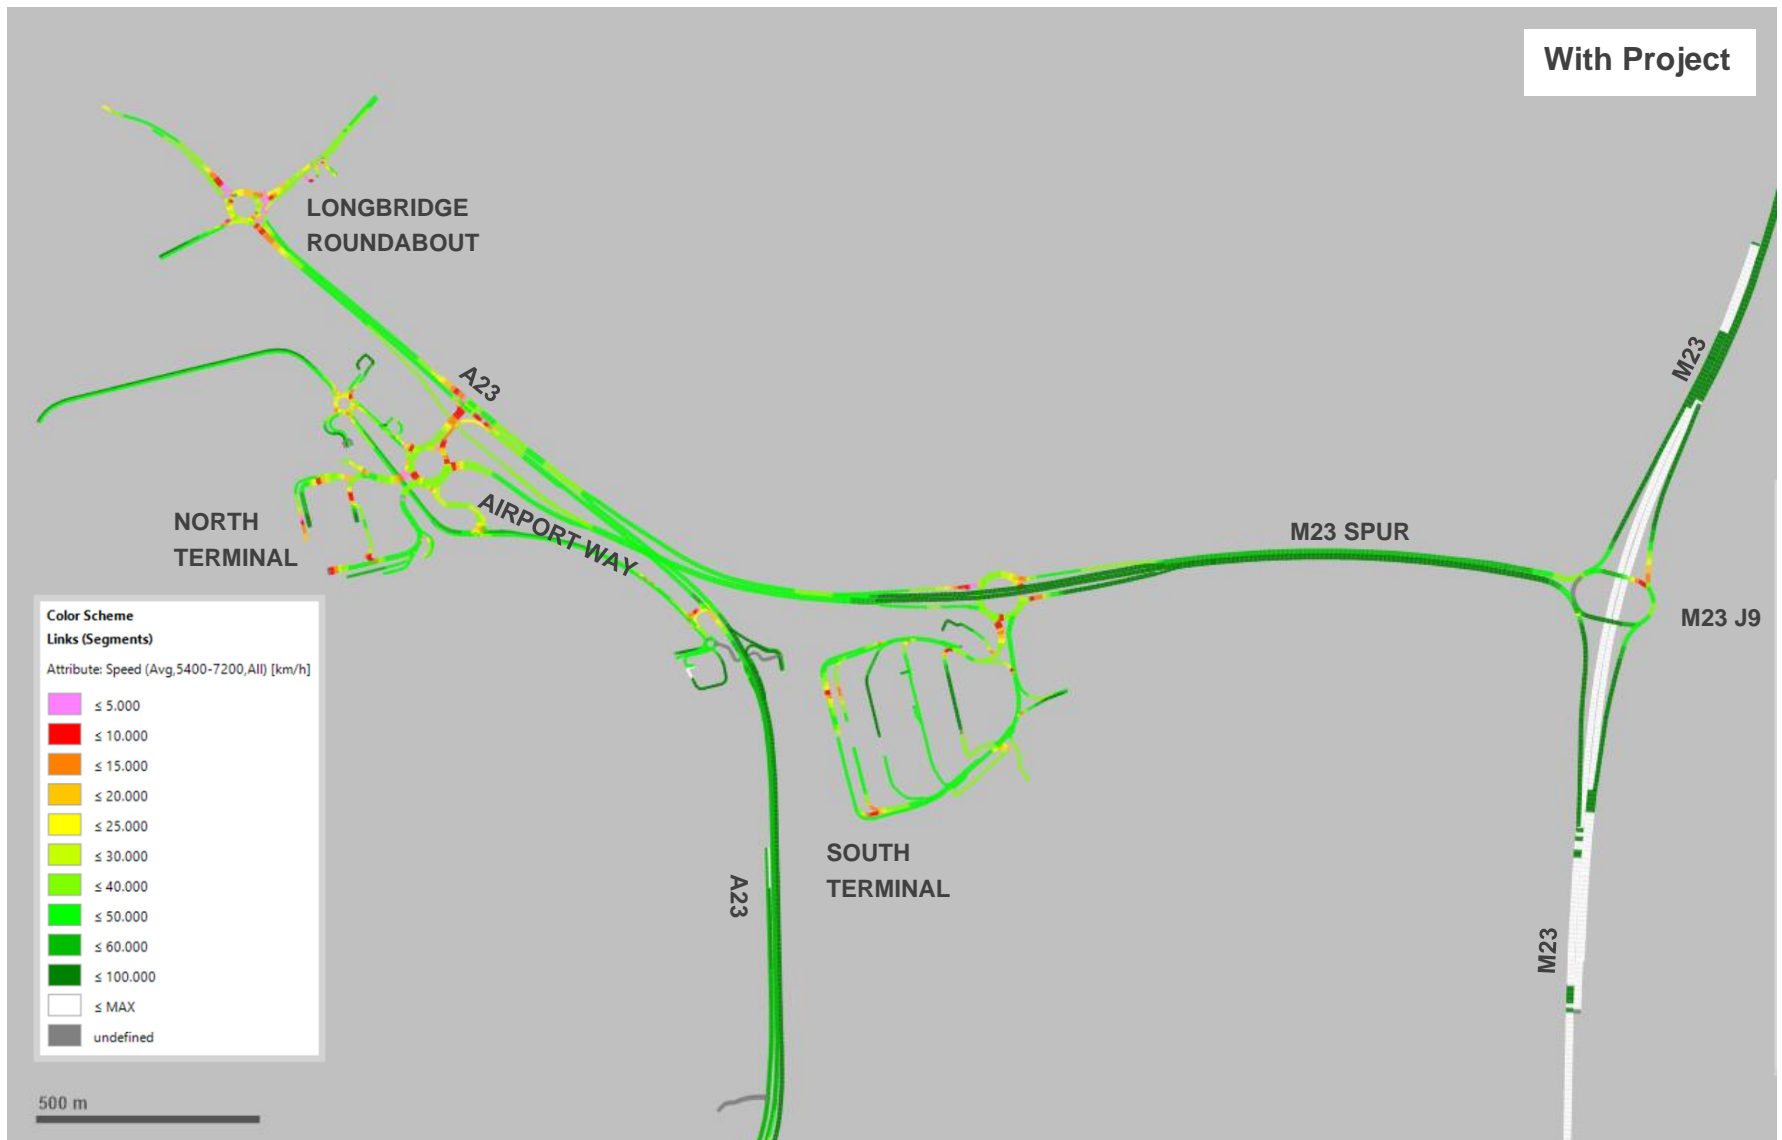 With Project
LONGBRIDGE
ROUNDABOUT
A23
M23
NORTH
TERMINAL
AIRPORT WAY
M23 SPUR
M23 J9
Color Scheme
Links (Segments)
Attribute: Speed (Avg,5400-7200,All) [km/h]
≤ 5.000
≤ 10.000
≤ 15.000
≤ 20.000
≤ 25.000
≤ 30.000
≤ 40.000
≤ 50.000
≤ 60.000
≤ 100.000
≤ MAX
undefined
SOUTH
TERMINAL
A23
M23
500 m